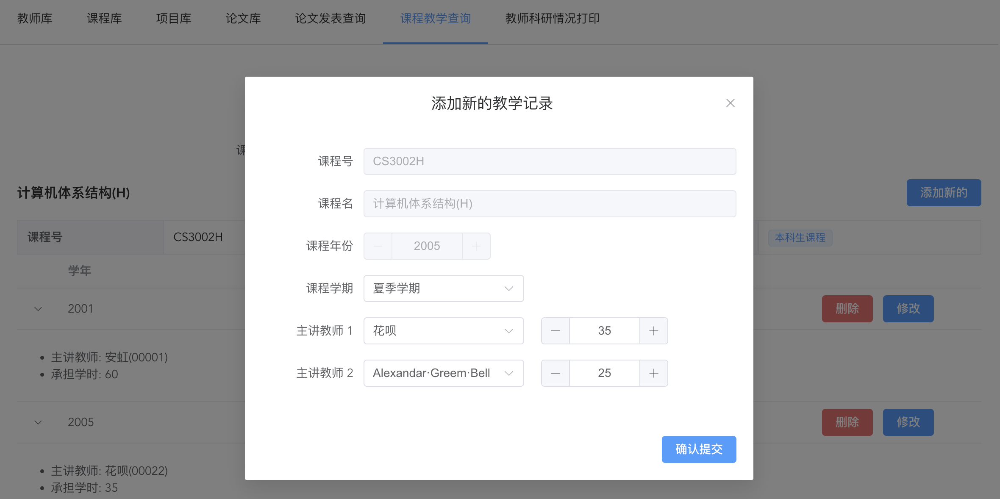 教师库 课程库 项目库 论文库 论文发表查询 课程教学查询 教师科研情况打印
课
计算机体系结构(H) 添加新的
课程号 CS3002H 本科生课程
学年
2001 删除 修改
主讲教师: 安虹(00001)
承担学时: 60
2005 删除 修改
主讲教师: 花呗(00022)
承担学时: 35
添加新的教学记录
课程号 CS3002H
课程名 计算机体系结构(H)
课程年份 2005
课程学期 夏季学期
主讲教师 1 花呗 35
主讲教师 2 Alexandar·Greem·Bell 25
确认提交